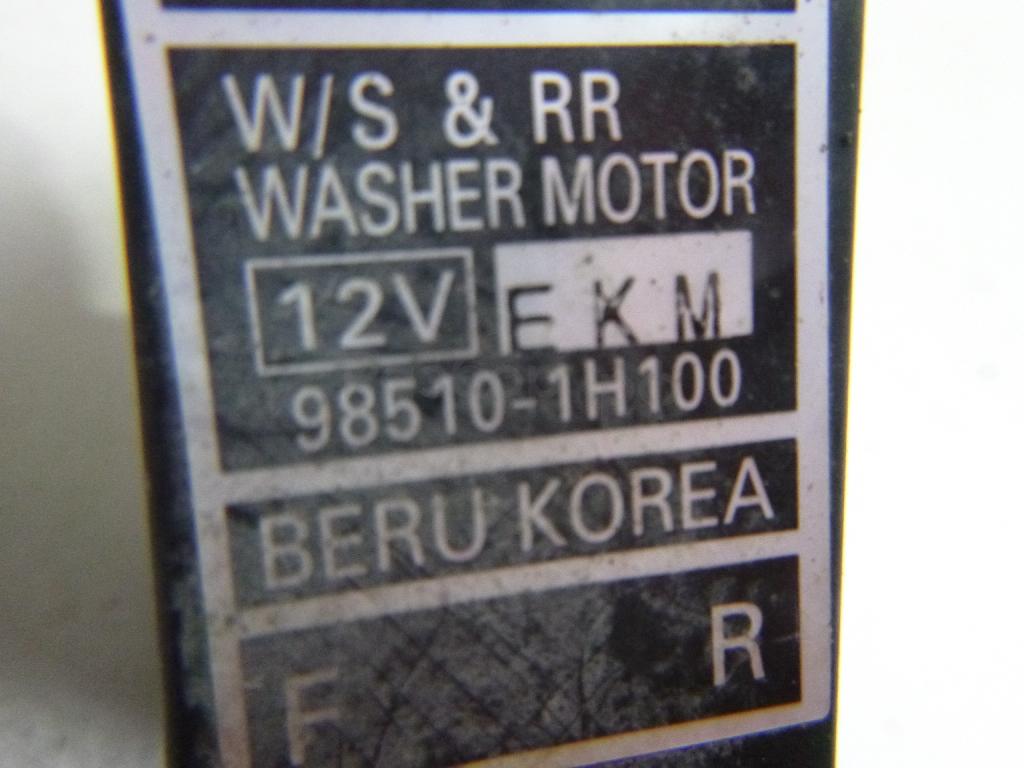 W/S & RR
WASHER MOTOR
12V EKM
98510-1H100
BERU KOREA
F R